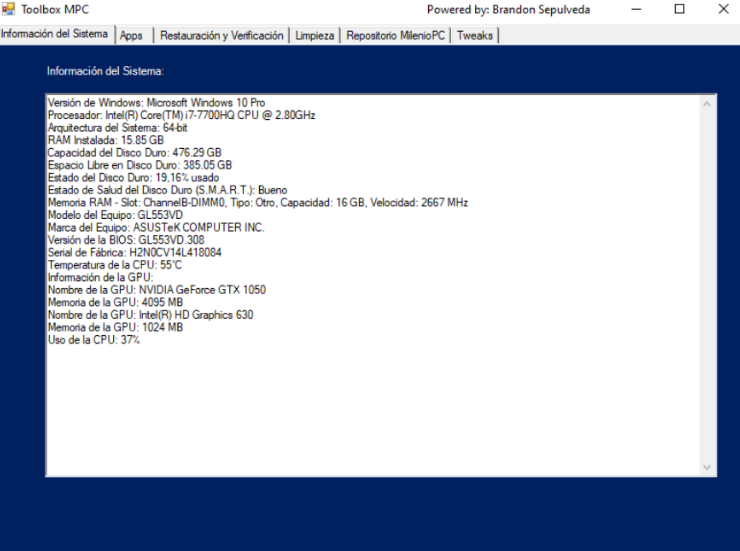 Toolbox MPC Powered by: Brandon Sepulveda
Información del Sistema Apps Restauración y Verificación Limpieza Repositorio MilenioPC Tweaks
Información del Sistema:
Versión de Windows: Microsoft Windows 10 Pro
Procesador: Intel(R) Core(TM) i7-7700HQ CPU @ 2.80GHz
Arquitectura del Sistema: 64-bit
RAM Instalada: 15.85 GB
Capacidad del Disco Duro: 476.29 GB
Espacio Libre en Disco Duro: 385.05 GB
Estado del Disco Duro: 19,16% usado
Estado de Salud del Disco Duro (S.M.A.R.T.): Bueno
Memoria RAM - Slot: ChannelB-DIMM0, Tipo: Otro, Capacidad: 16 GB, Velocidad: 2667 MHz
Modelo del Equipo: GL553VD
Marca del Equipo: ASUSTeK COMPUTER INC.
Versión de la BIOS: GL553VD.308
Serial de Fábrica: H2N0CV14L418084
Temperatura de la CPU: 55°C
Información de la GPU:
Nombre de la GPU: NVIDIA GeForce GTX 1050
Memoria de la GPU: 4095 MB
Nombre de la GPU: Intel(R) HD Graphics 630
Memoria de la GPU: 1024 MB
Uso de la CPU: 37%